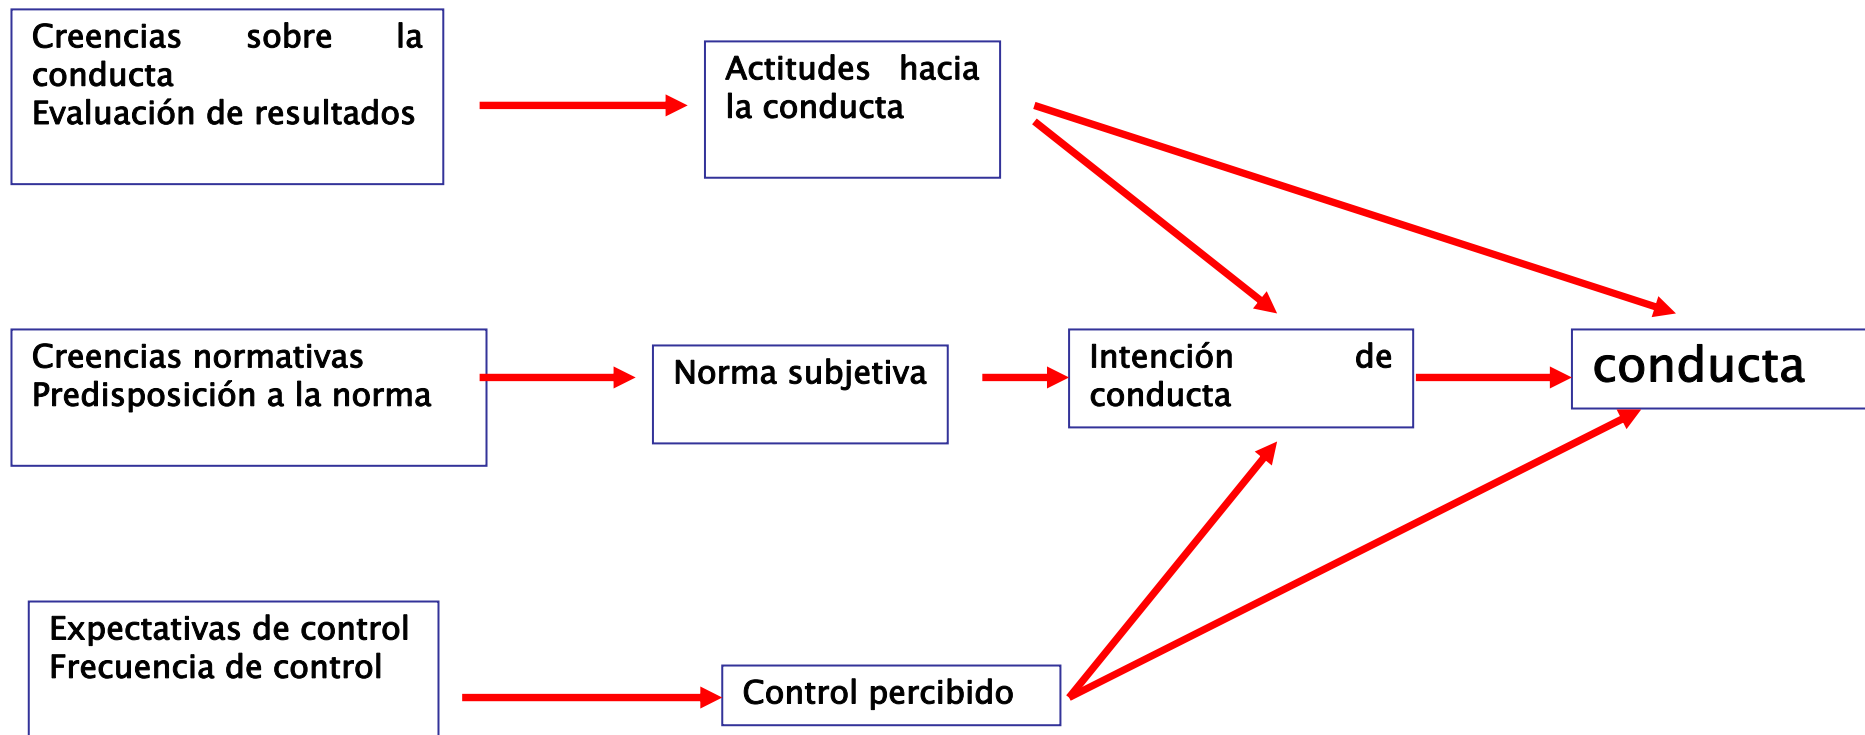 Creencias sobre la
conducta
Evaluación de resultados
Actitudes hacia
la conducta
Creencias normativas
Predisposición a la norma
Norma subjetiva
Intención de
conducta
conducta
Expectativas de control
Frecuencia de control
Control percibido